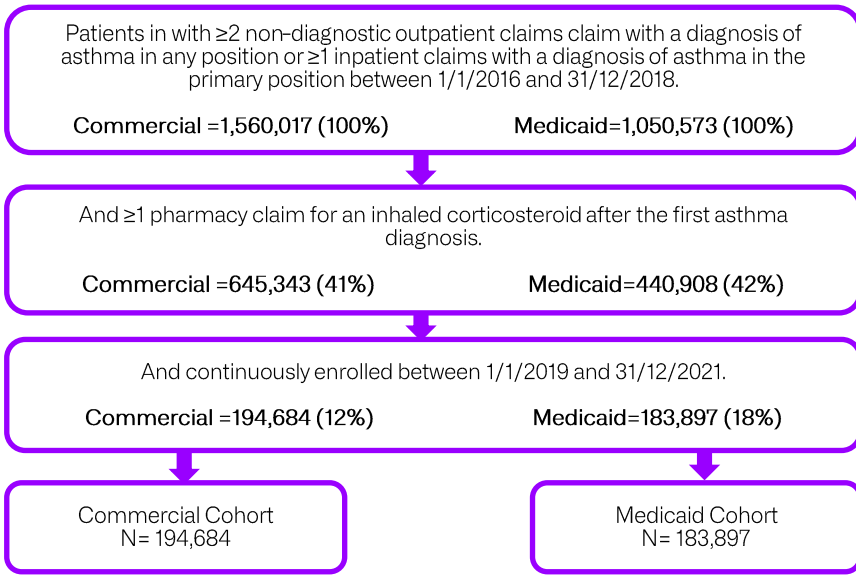 Patients in with ≥2 non-diagnostic outpatient claims claim with a diagnosis of
asthma in any position or ≥1 inpatient claims with a diagnosis of asthma in the
primary position between 1/1/2016 and 31/12/2018.
Commercial =1,560,017 (100%) Medicaid=1,050,573 (100%)
And ≥1 pharmacy claim for an inhaled corticosteroid after the first asthma
diagnosis.
Commercial =645,343 (41%) Medicaid=440,908 (42%)
And continuously enrolled between 1/1/2019 and 31/12/2021.
Commercial =194,684 (12%) Medicaid=183,897 (18%)
Commercial Cohort
N= 194,684
Medicaid Cohort
N= 183,897